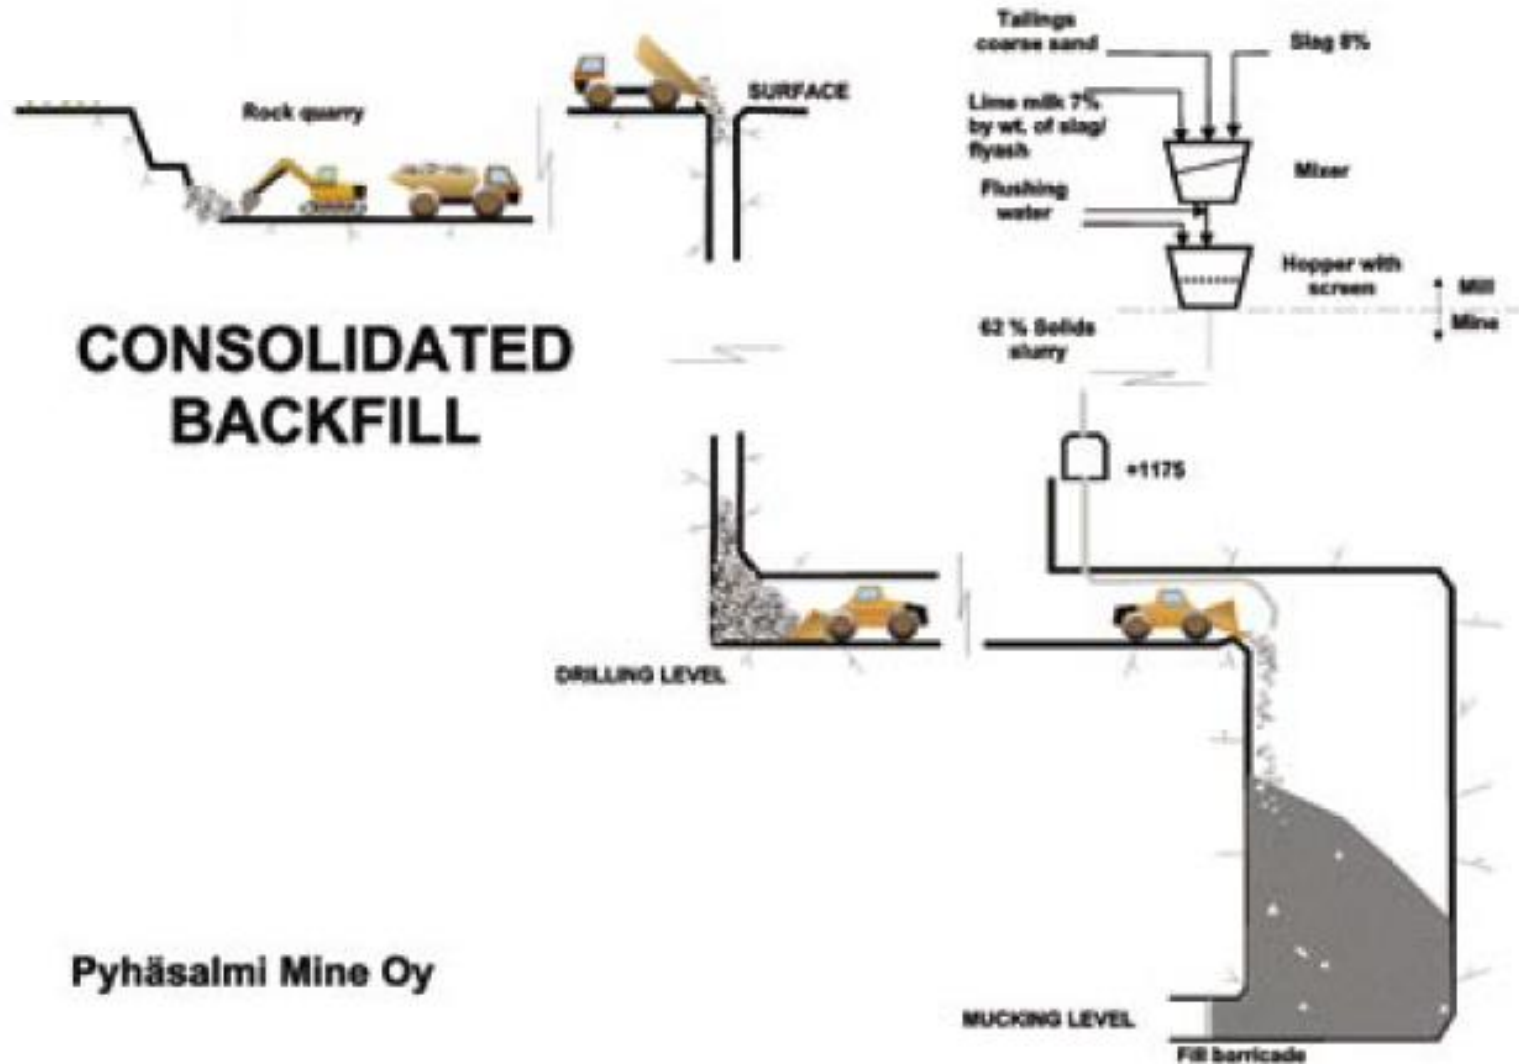 Tailings
coarse sand
Slag 8%
SURFACE
Rock quarry
Lime milk 7%
by wt. of slag/
flyash
Mixer
Flushing
water
Hopper with
screen
Mill
Mine
62 % Solids
slurry
CONSOLIDATED
BACKFILL
+1175
DRILLING LEVEL
Pyhäsalmi Mine Oy
MUCKING LEVEL
Fill barricade